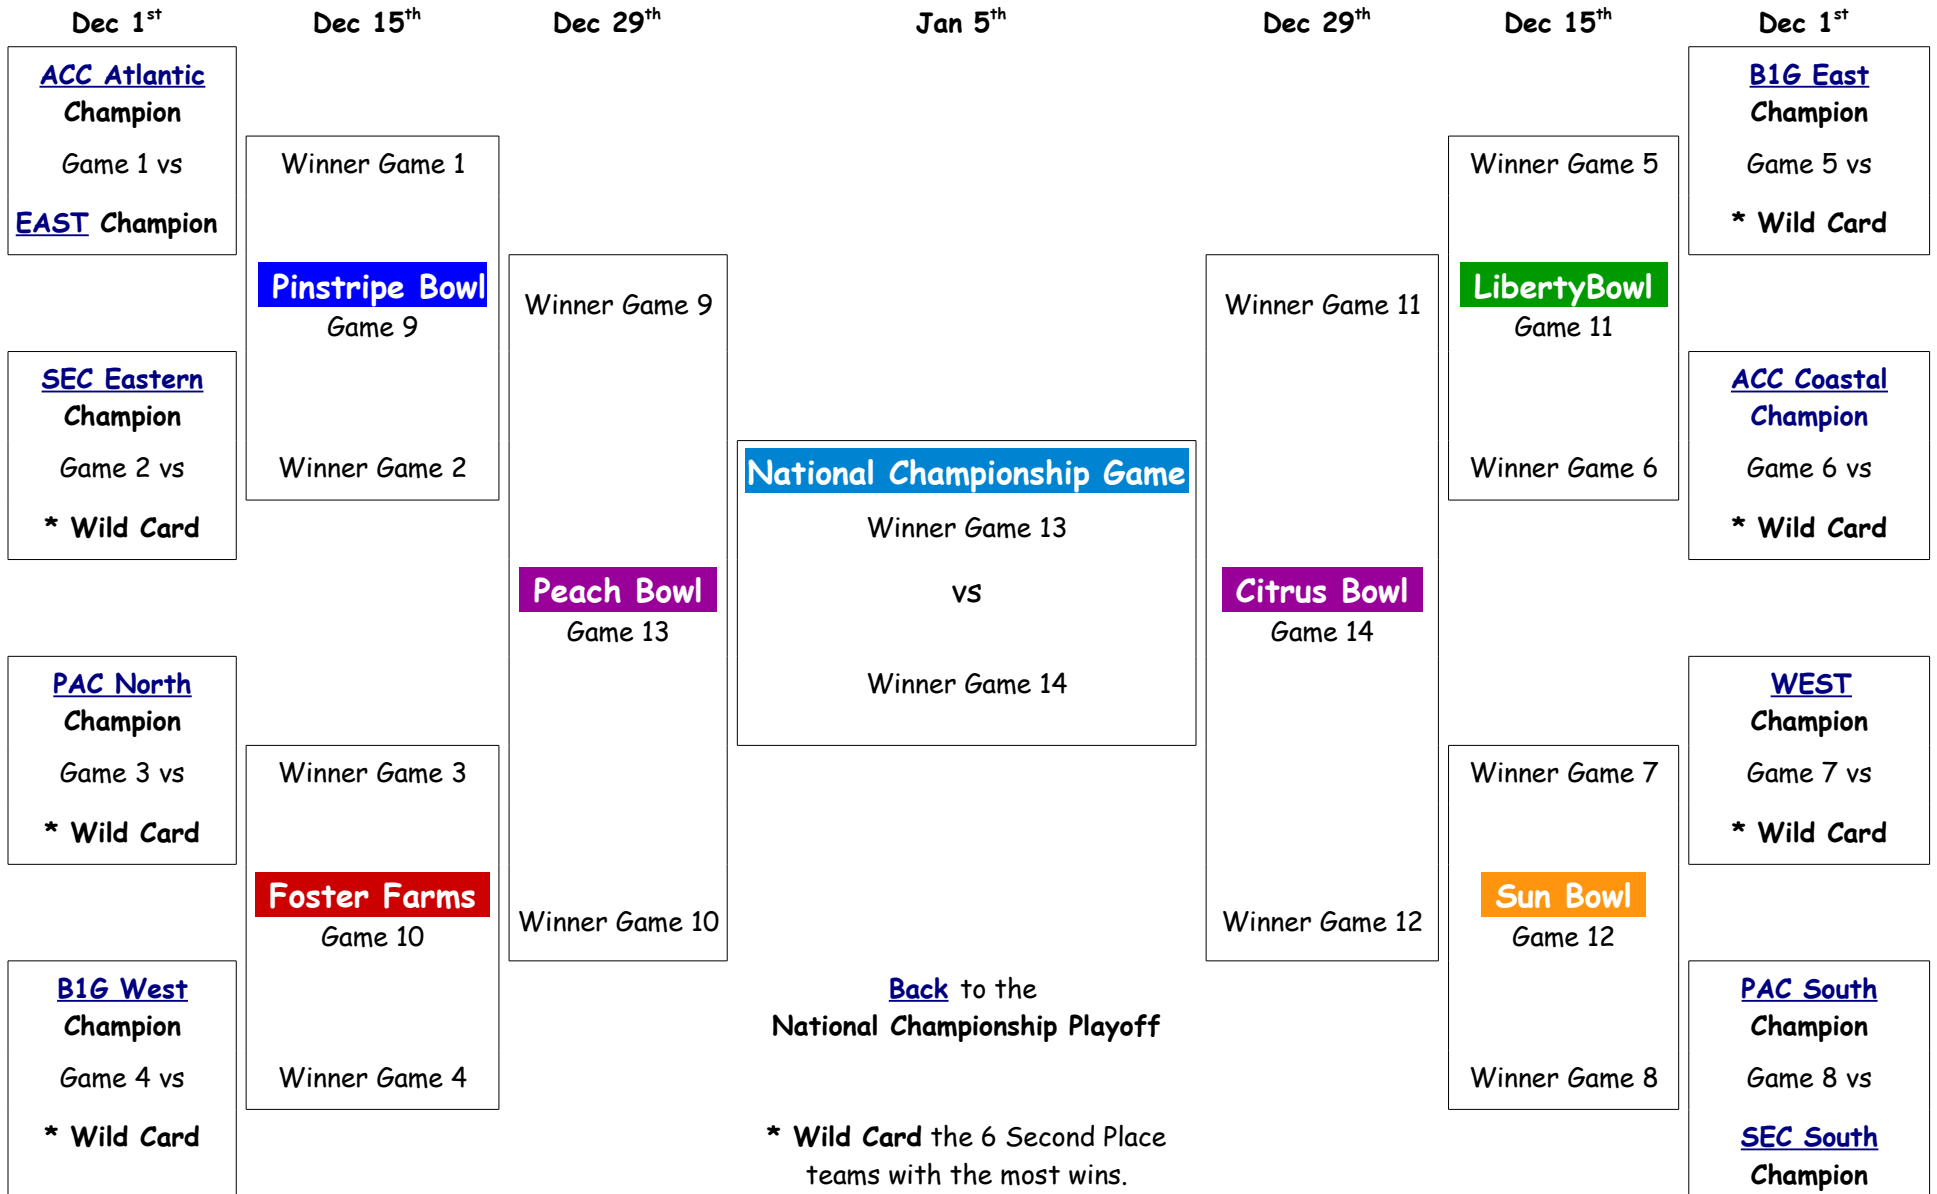 Dec 1st
Dec 15th
Dec 29th
Jan 5th
Dec 29th
Dec 15th
Dec 1st
ACC Atlantic
Champion
Game 1 vs
EAST Champion
SEC Eastern
Champion
Game 2 vs
* Wild Card
PAC North
Champion
Game 3 vs
* Wild Card
B1G West
Champion
Game 4 vs
* Wild Card
Winner Game 1
Pinstripe Bowl
Game 9
Winner Game 2
Winner Game 3
Foster Farms
Game 10
Winner Game 4
Winner Game 9
Peach Bowl
Game 13
Winner Game 10
National Championship Game
Winner Game 13
vs
Winner Game 14
Back to the
National Championship Playoff
* Wild Card the 6 Second Place
teams with the most wins.
Winner Game 11
Citrus Bowl
Game 14
Winner Game 12
Winner Game 5
LibertyBowl
Game 11
Winner Game 6
Winner Game 7
Sun Bowl
Game 12
Winner Game 8
B1G East
Champion
Game 5 vs
* Wild Card
ACC Coastal
Champion
Game 6 vs
* Wild Card
WEST
Champion
Game 7 vs
* Wild Card
PAC South
Champion
Game 8 vs
SEC South
Champion